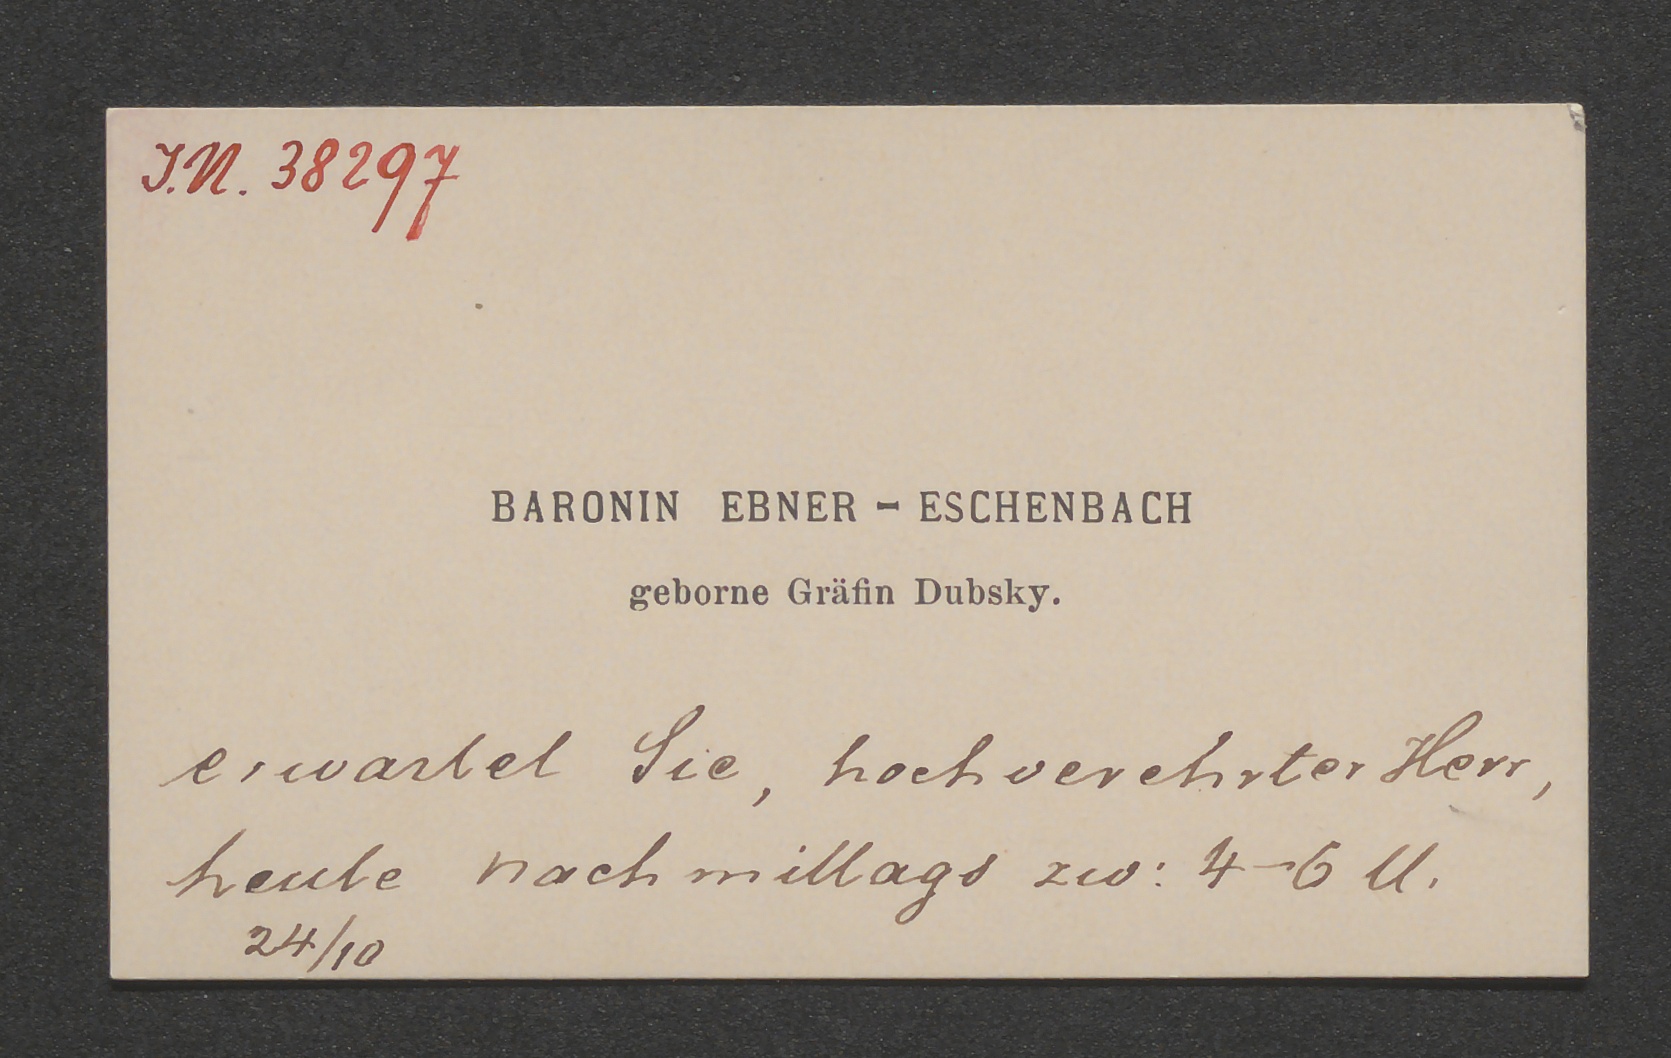 I.N. 38297
BARONIN EBNER - ESCHENBACH
geborne Gräfin Dubsky.
erwartet Sie, hochverehrter Herr,
heute nachmittags zw: 4-6 U.
24/10